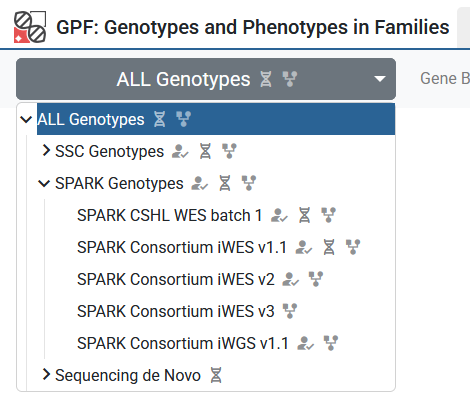 GPF: Genotypes and Phenotypes in Families
ALL Genotypes
Gene B
ALL Genotypes
SSC Genotypes
SPARK Genotypes
SPARK CSHL WES batch 1
SPARK Consortium iWES v1.1
SPARK Consortium iWES v2
SPARK Consortium iWES v3
SPARK Consortium iWGS v1.1
Sequencing de Novo